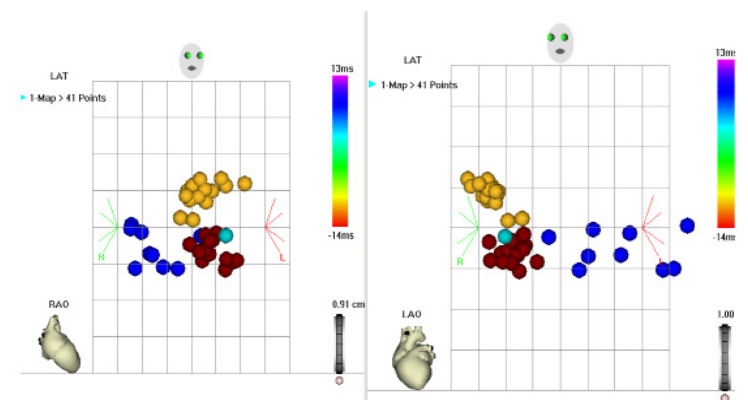 LAT
1-Map > 41 Points
13ms
-14ms
R
L
RAO
0.91 cm
LAT
1-Map > 41 Points
13ms
-14ms
R
LAO
1.00